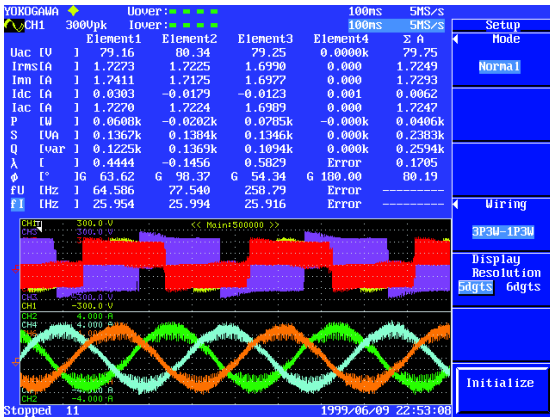 YOKOGAWA Uover: 100ms 5MS/s
CH1 300Vpk Iover: 100ms 5MS/s
Setup
Element1 Element2 Element3 Element4 Σ A
Mode
Uac [V ] 79.16 80.34 79.25 0.0000k 79.75
Irms[A ] 1.7273 1.7225 1.6990 0.000 1.7249
Normal
Imn [A ] 1.7411 1.7175 1.6977 0.000 1.7293
Idc [A ] 0.0303 -0.0179 -0.0123 0.001 0.0062
Iac [A ] 1.7270 1.7224 1.6989 0.000 1.7247
P [W ] 0.0608k -0.0202k 0.0785k -0.0000k 0.0406k
S [VA ] 0.1367k 0.1384k 0.1346k 0.000k 0.2383k
Q [var ] 0.1225k 0.1369k 0.1094k 0.000k 0.2594k
λ [ ] 0.4444 -0.1456 0.5829 Error 0.1705
φ [° ]G 63.62 G 98.37 G 54.34 G 180.00 80.19
fU [Hz ] 64.586 77.540 258.79 Error ---------
fI [Hz ] 25.954 25.994 25.916 Error ---------
Wiring
3P3W-1P3W
CH1 300.0 V << Main:500000 >>
CH3 300.0 V
Display
Resolution
5dgts 6dgts
CH3 -300.0 V
CH1 -300.0 V
CH2 4.000 A
CH4 4.000 A
Initialize
CH2 -4.000 A
Stopped 11 1999/06/09 22:53:08